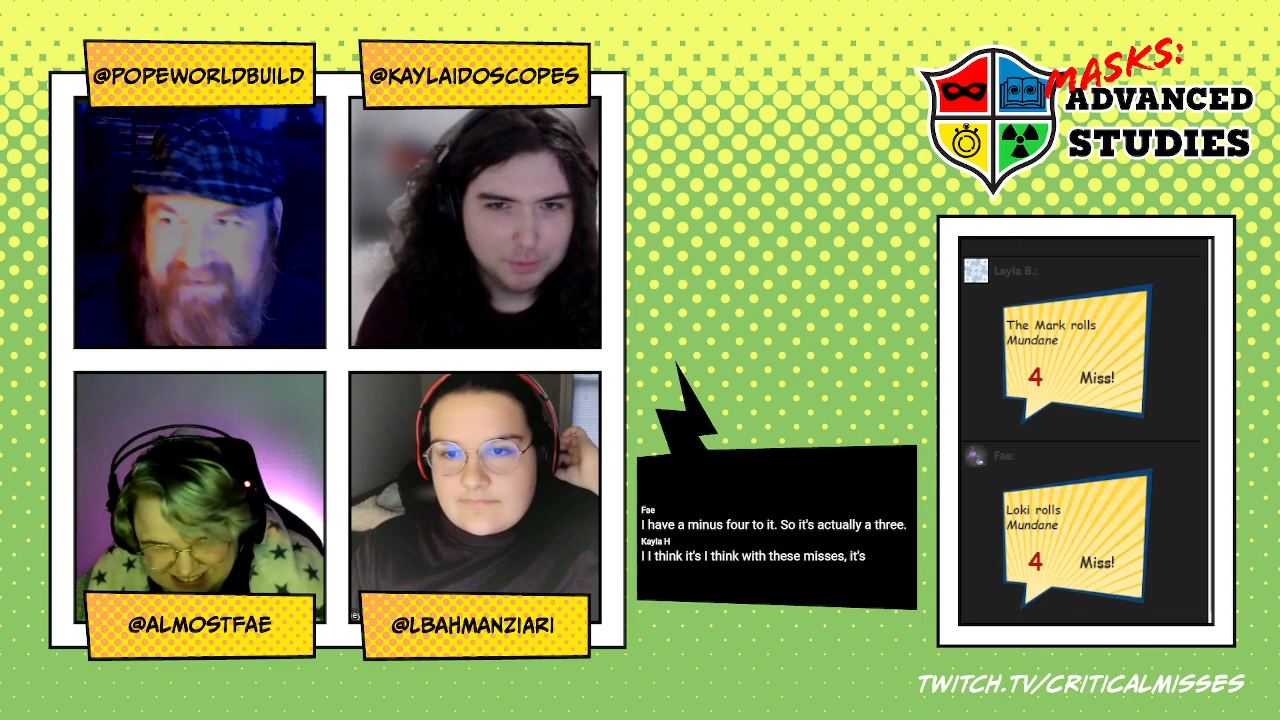 @POPEWORLDBUILD
@KAYLAIDOSCOPES
@ALMOSTFAE
@LBAHMANZIARI
Fae
I have a minus four to it. So it's actually a three.
Kayla H
I I think it's I think with these misses, it's
MASKS:
ADVANCED
STUDIES
Layla B.:
The Mark rolls
Mundane
4 Miss!
Fae:
Loki rolls
Mundane
4 Miss!
TWITCH.TV/CRITICALMISSES